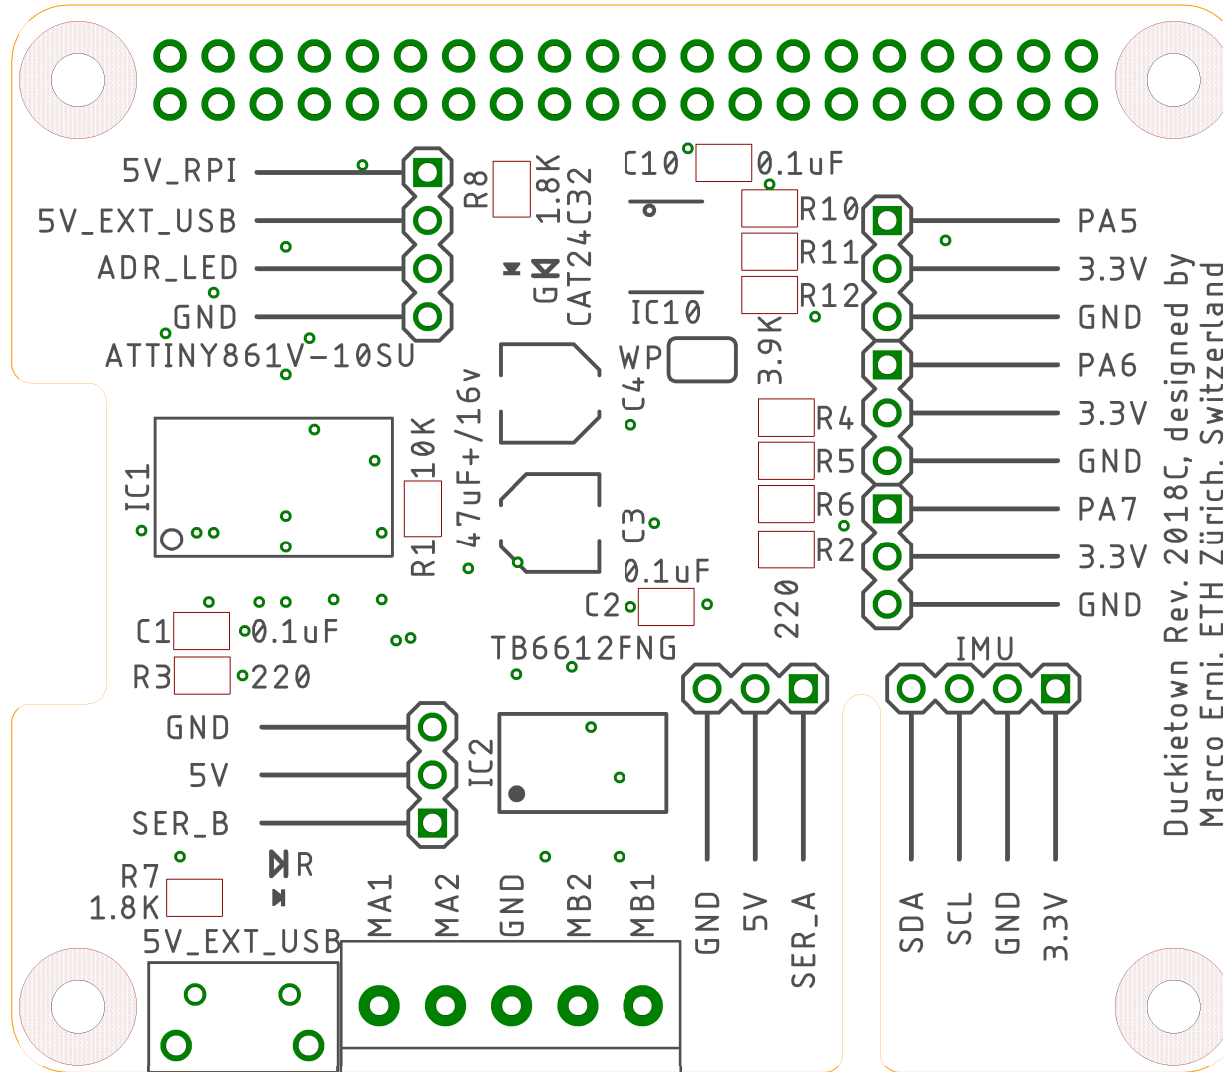 5V_RPI
5V_EXT_USB
ADR_LED
GND
ATTINY861V-10SU
R8
1.8K
G
CAT24C32
C10
0.1uF
R10
R11
R12
3.9K
IC10
WP
C4
PA5
3.3V
GND
PA6
3.3V
GND
PA7
3.3V
GND
Duckietown Rev. 2018C, designed by
Marco Erni. ETH Zürich. Switzerland
IC1
R1
10K
47uF+/16v
C3
R4
R5
R6
R2
220
0.1uF
C2
C1
0.1uF
R3
220
TB6612FNG
IMU
GND
5V
SER_B
IC2
R
R7
1.8K
5V_EXT_USB
MA1
MA2
GND
MB2
MB1
GND
5V
SER_A
SDA
SCL
GND
3.3V